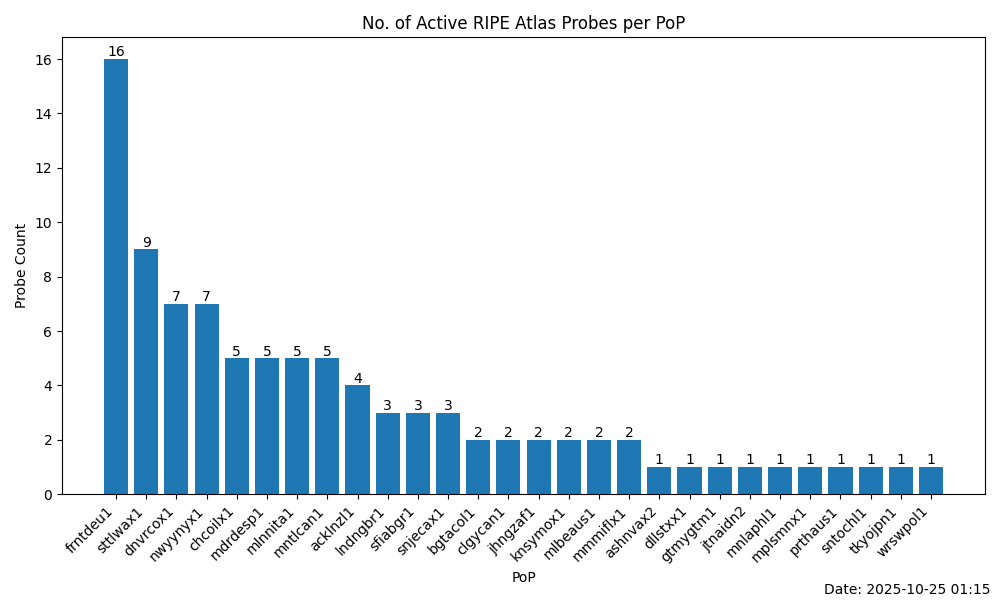 No. of Active RIPE Atlas Probes per PoP
Probe Count
16
14
12
10
8
6
4
2
0
16
9
7
7
5
5
5
5
4
3
3
3
2
2
2
2
2
2
1
1
1
1
1
1
1
1
1
1
frntdeu1
sttlwax1
dnvrcox1
nwyynyx1
chcoilx1
mdrdesp1
mlnnita1
mntlcan1
acklnzl1
lndngbr1
sfiabgr1
snjecax1
bgtacol1
clgycan1
jhngzaf1
knsymox1
mlbeaus1
mmmiflx1
ashnvax2
dllstxx1
gtmygtm1
jtnaidn2
mnlaphl1
mplsmnx1
prthaus1
sntochl1
tkyojpn1
wrswpol1
PoP
Date: 2025-10-25 01:15